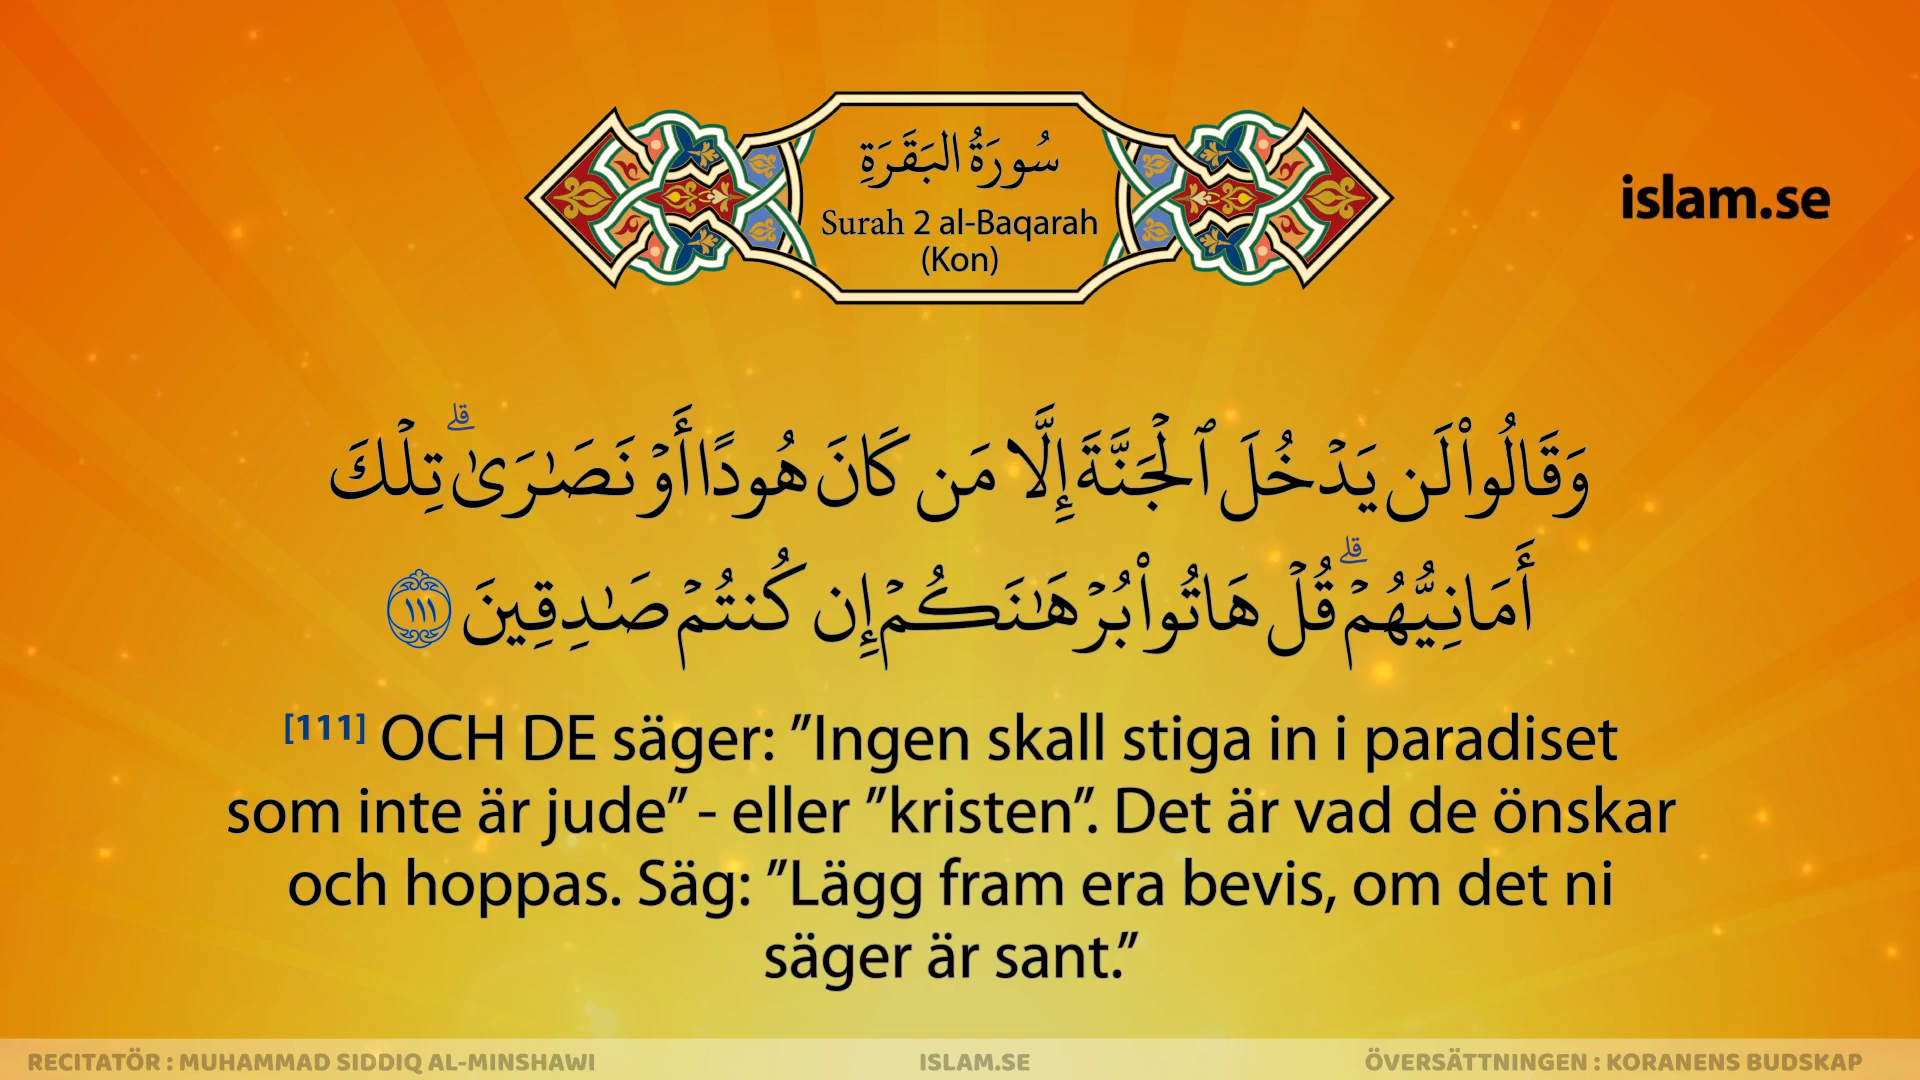 سُورَةُ البَقَرَةِ
Surah 2 al-Baqarah
(Kon)
islam.se
وَقَالُوا۟ لَن يَدْخُلَ ٱلْجَنَّةَ إِلَّا مَن كَانَ هُودًا أَوْ نَصَـٰرَىٰ ۗ تِلْكَ
أَمَانِيُّهُمْ ۗ قُلْ هَاتُوا۟ بُرْهَـٰنَكُمْ إِن كُنتُمْ صَـٰدِقِينَ ١١١
[111] OCH DE säger: ”Ingen skall stiga in i paradiset
som inte är jude” - eller ”kristen”. Det är vad de önskar
och hoppas. Säg: ”Lägg fram era bevis, om det ni
säger är sant.”
RECITATÖR : MUHAMMAD SIDDIQ AL-MINSHAWI
ISLAM.SE
ÖVERSÄTTNINGEN : KORANENS BUDSKAP